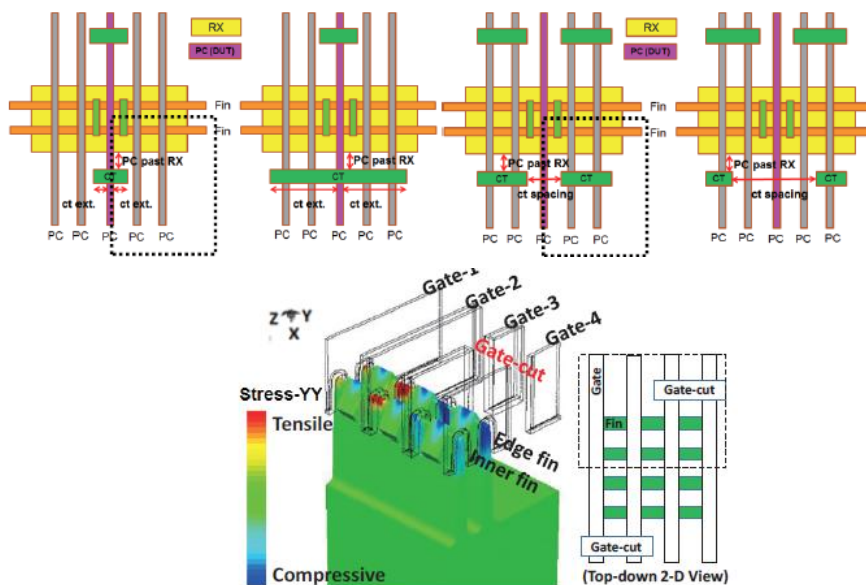 RX
PC (DUT)
Fin
Fin
PC past RX
CT
ct ext. ct ext.
PC PC PC PC PC
PC past RX
CT
ct ext. ct ext.
PC PC PC PC PC
RX
PC (DUT)
Fin
Fin
PC past RX
CT CT
ct spacing
PC PC PC PC PC
PC past RX
CT CT
ct spacing
PC PC PC PC PC
Z Y
X
Gate-1
Gate-2
Gate-3
Gate-4
Gate-cut
Stress-YY
Tensile
Compressive
Edge fin
Inner fin
Gate
Gate-cut
Fin
Gate-cut
(Top-down 2-D View)